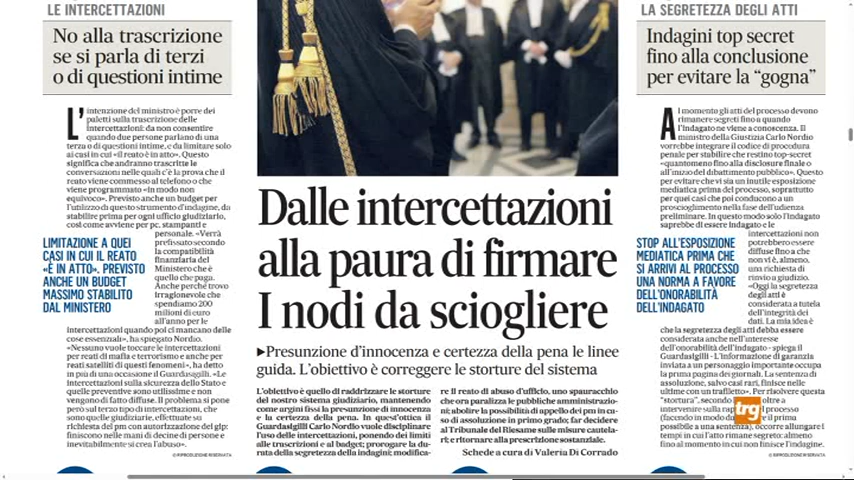 LE INTERCETTAZIONI
No alla trascrizione
se si parla di terzi
o di questioni intime
L'intenzione del ministro è porre dei
paletti sulla trascrizione delle
intercettazioni: da non consentire
quando due persone parlano di una
terza o di questioni intime, e da limitare solo
ai casi in cui «il reato è in atto». Questo
significa che andranno trascritte le
conversazioni nelle quali c'è la prova che il
reato viene commesso al telefono o che
viene programmato «in modo non
equivoco». Previsto anche un budget per
l'utilizzo di questo strumento d'indagine, da
stabilire prima per ogni ufficio giudiziario,
così come avviene per pc, stampanti e
personale. «Verrà
prefissato secondo
la compatibilità
finanziaria del
Ministero che è
quello che paga.
Anche perché trovo
irragionevole che
spendiamo 200
milioni di euro
all'anno per le
LIMITAZIONE A QUEI
CASI IN CUI IL REATO
«È IN ATTO». PREVISTO
ANCHE UN BUDGET
MASSIMO STABILITO
DAL MINISTERO
intercettazioni quando poi ci mancano delle
cose essenziali», ha spiegato Nordio.
«Nessuno vuole toccare le intercettazioni
per reati di mafia e terrorismo e anche per
reati satelliti di questi fenomeni», ha detto
in più di una occasione il Guardasigilli. «Le
intercettazioni sulla sicurezza dello Stato e
quelle preventive sono utilissime e non
vengono di fatto diffuse. Il problema si pone
però sul terzo tipo di intercettazioni, che
sono quelle giudiziarie, effettuate su
richiesta del pm con autorizzazione del gip:
finiscono nelle mani di decine di persone e
inevitabilmente si crea l'abuso».
© RIPRODUZIONE RISERVATA
Dalle intercettazioni
alla paura di firmare
I nodi da sciogliere
▶Presunzione d'innocenza e certezza della pena le linee
guida. L'obiettivo è correggere le storture del sistema
L'obiettivo è quello di raddrizzare le storture
del nostro sistema giudiziario, mantenendo
come argini fissi la presunzione di innocenza
e la certezza della pena. In quest'ottica il
Guardasigilli Carlo Nordio vuole disciplinare
l'uso delle intercettazioni, ponendo dei limiti
alle trascrizioni e al budget; prorogare la du-
rata della segretezza della indagini; modifica-
re il reato di abuso d'ufficio, uno spauracchio
che ora paralizza le pubbliche amministrazio-
ni; abolire la possibilità di appello dei pm in ca-
so di assoluzione in primo grado; far decidere
al Tribunale del Riesame sulle misure cautela-
ri; e ritornare alla prescrizione sostanziale.
Schede a cura di Valeria Di Corrado
LA SEGRETEZZA DEGLI ATTI
Indagini top secret
fino alla conclusione
per evitare la “gogna”
Al momento gli atti del processo devono
rimanere segreti fino a quando
l'indagato ne viene a conoscenza. Il
ministro della Giustizia Carlo Nordio
vorrebbe integrare il codice di procedura
penale per stabilire che restino top-secret
«quantomeno fino alla disclosure finale o
all'inizio del dibattimento pubblico». Questo
per evitare che vi sia un'inutile esposizione
mediatica prima del processo, soprattutto
per quei casi che poi conducono a un
proscioglimento nella fase dell'udienza
preliminare. In questo modo solo l'indagato
saprebbe di essere indagato e le
intercettazioni non
potrebbero essere
diffuse fino a che
non vi è, almeno,
una richiesta di
rinvio a giudizio.
«Oggi la segretezza
degli atti è
considerata a tutela
dell'integrità dei
dati. La mia idea è
STOP ALL'ESPOSIZIONE
MEDIATICA PRIMA CHE
SI ARRIVI AL PROCESSO
UNA NORMA A FAVORE
DELL'ONORABILITÀ
DELL'INDAGATO
che la segretezza degli atti debba essere
considerata anche nell'interesse
dell'onorabilità dell'indagato - spiega il
Guardasigilli - L'informazione di garanzia
inviata a un personaggio importante occupa
la prima pagina dei giornali. La sentenza di
assoluzione, salvo casi rari, finisce nelle
ultime con un trafiletto». Per risolvere questa
“stortura”, secondo oltre a
intervenire sulla processo
(facendo in modo il prima
possibile a una sentenza), occorre allungare i
tempi in cui l'atto rimane segreto: almeno
fino al momento in cui non finisce l'indagine.
© RIPRODUZIONE RISERVATA
trg